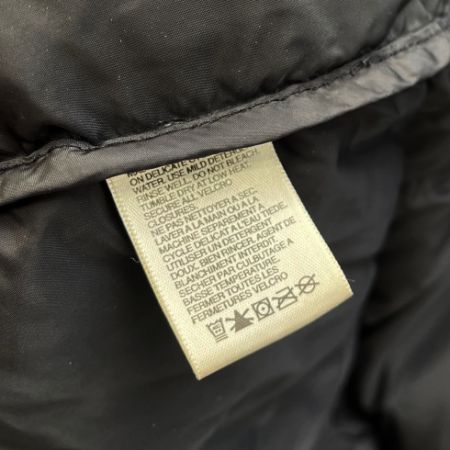 ON DELICATE
WATER, USE MILD
RINSE WELL. DO NOT BLEACH.
TUMBLE DRY AT LOW HEAT.
SECURE ALL VELCRO
CLOSURES.
NE PAS NETTOYER A SEC.
LAVER A LA MAIN OU A LA
MACHINE SEPAREMENT
CYCLE DELICAT A L'EAU TIEDE.
UTILISER UN DETERGENT
DOUX. BIEN RINCER AGENT DE
BLANCHIMENT INTERDIT.
SECHER PAR CULBUTAGE A
BASSE TEMPERATURE.
FERMER TOUTES LES
FERMETURES VELCRO